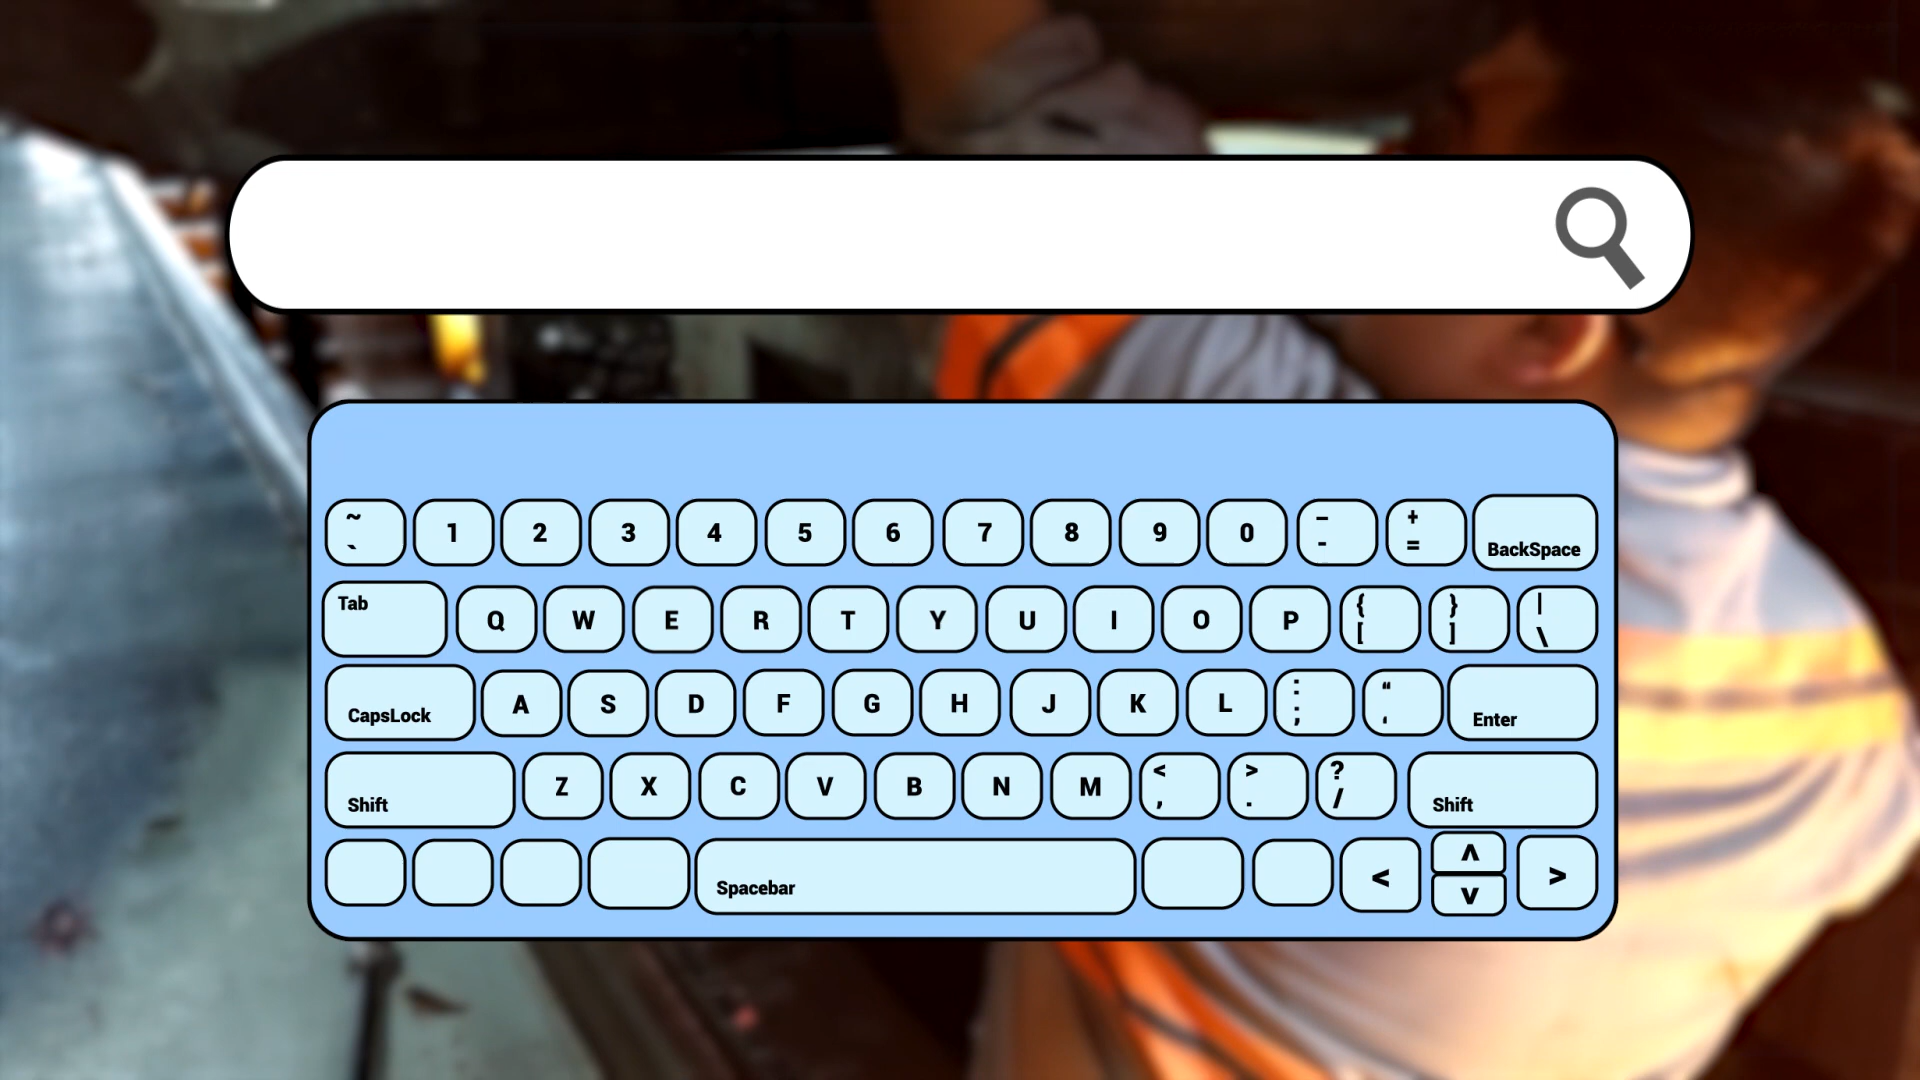 ~ 1 2 3 4 5 6 7 8 9 0 – + BackSpace
` - =
Tab Q W E R T Y U I O P { } |
[ ] \
CapsLock A S D F G H J K L : “ Enter
; ‘
Shift Z X C V B N M < > ? Shift
, . /
Spacebar < ʌ v >